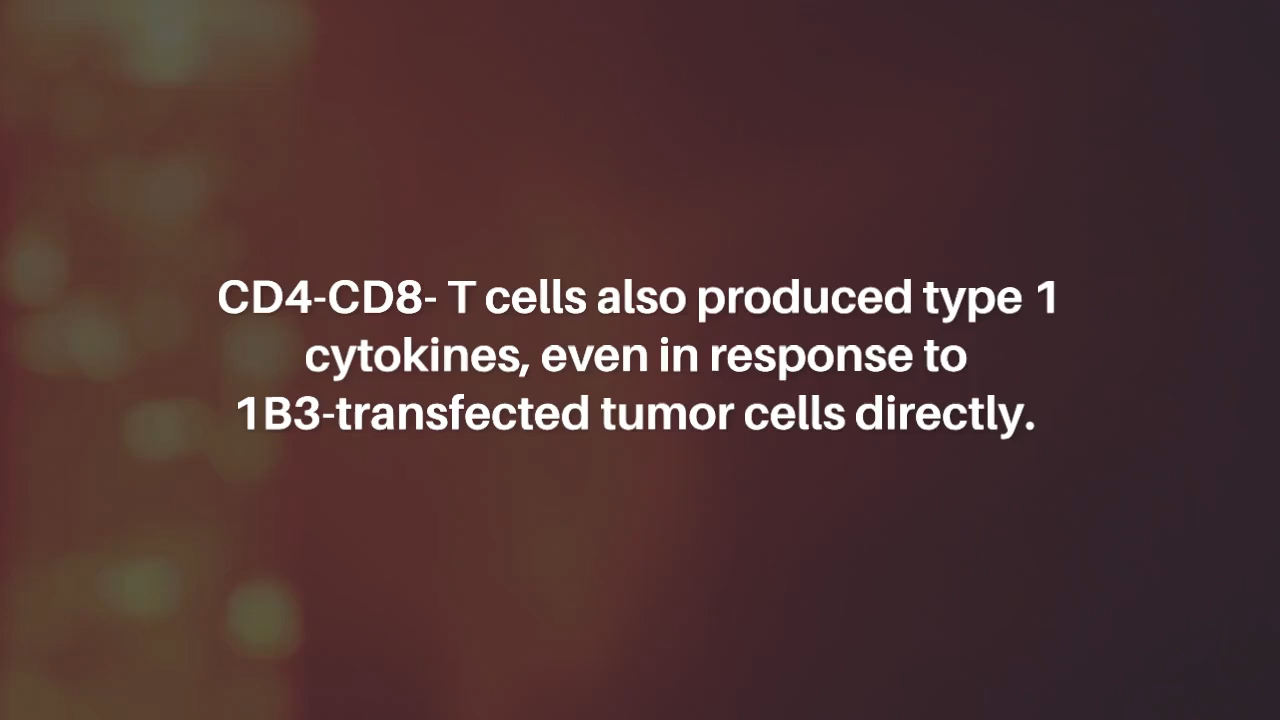 CD4-CD8- T cells also produced type 1
cytokines, even in response to
1B3-transfected tumor cells directly.